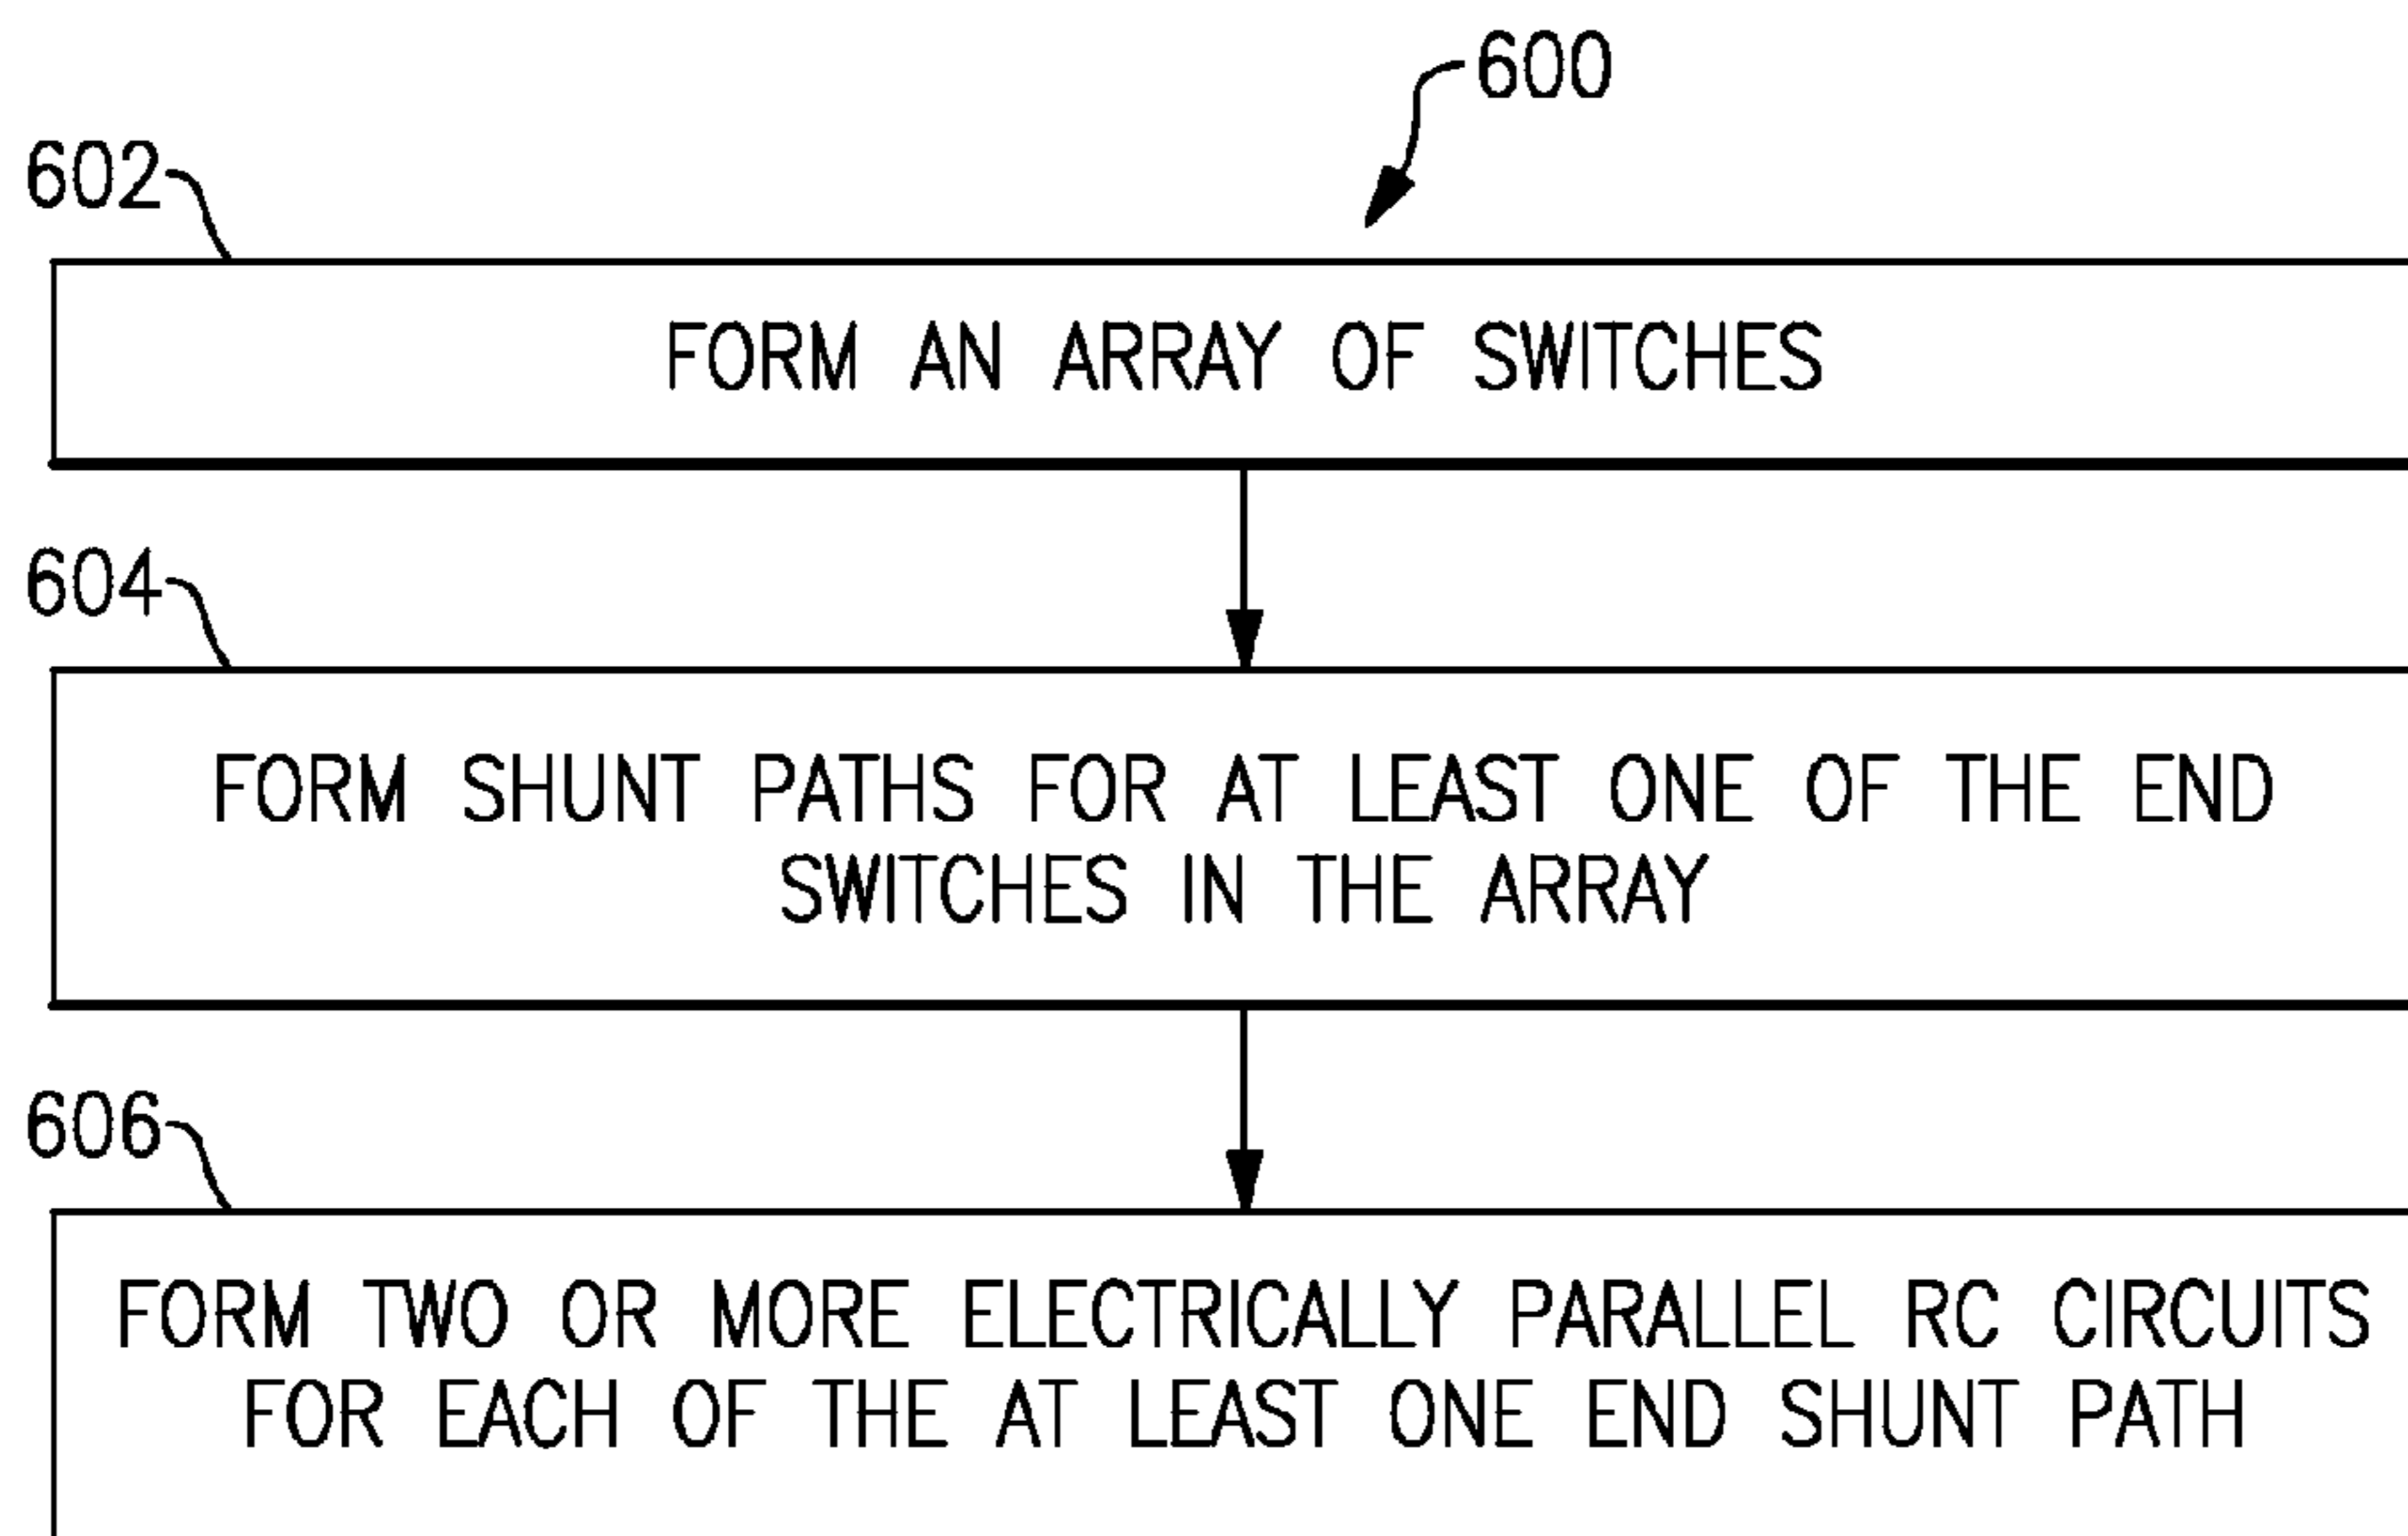 600
602
FORM AN ARRAY OF SWITCHES
604
FORM SHUNT PATHS FOR AT LEAST ONE OF THE END
SWITCHES IN THE ARRAY
606
FORM TWO OR MORE ELECTRICALLY PARALLEL RC CIRCUITS
FOR EACH OF THE AT LEAST ONE END SHUNT PATH